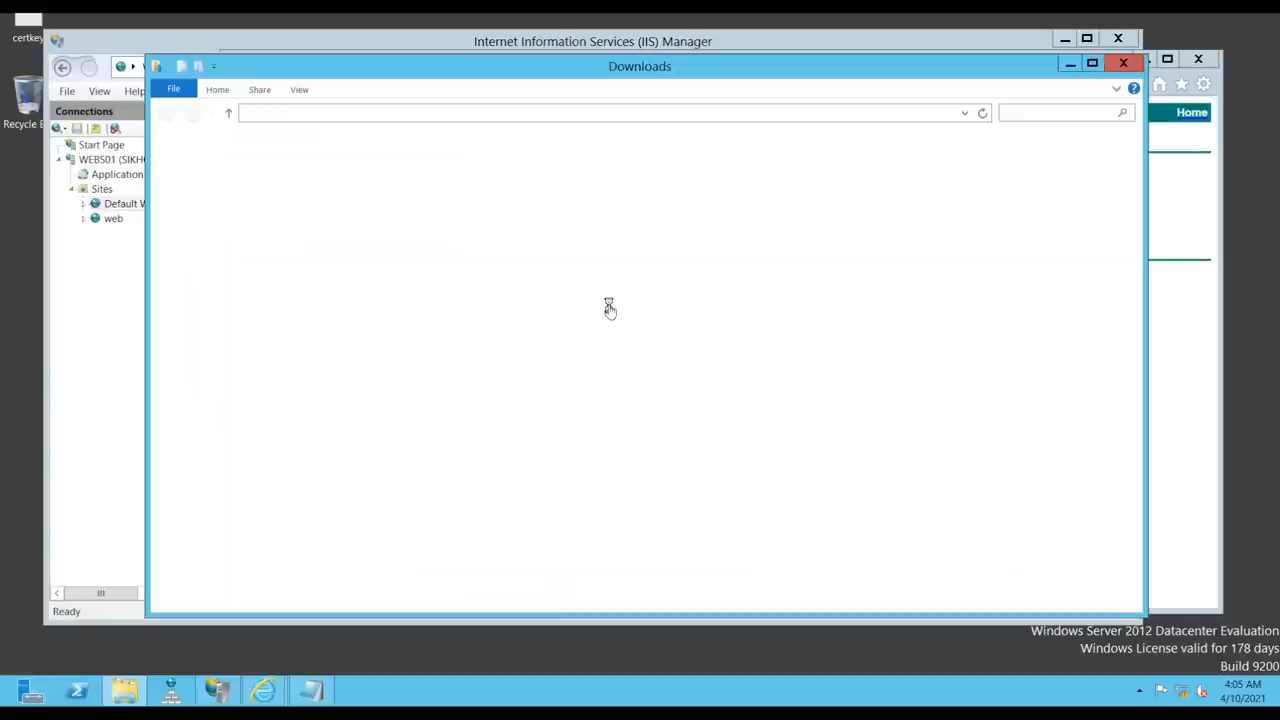 certkey
Internet Information Services (IIS) Manager
Downloads
File
Home
Share
View
File
View
Help
Home
Connections
Start Page
WEBS01 (SIKH
Application
Sites
Default W
web
Ready
Recycle B
Windows Server 2012 Datacenter Evaluation
Windows License valid for 178 days
Build 9200
4:05 AM
4/10/2021